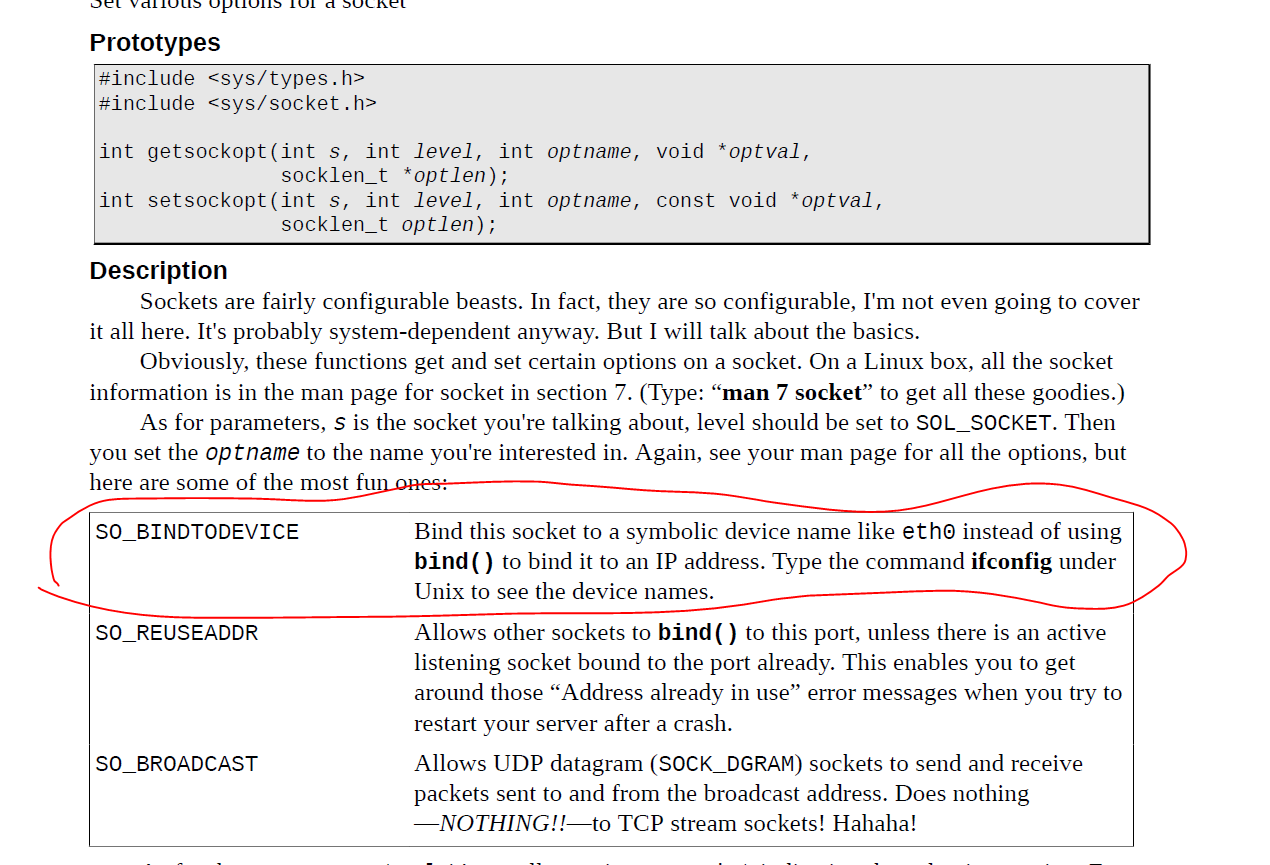 Set various options for a socket
Prototypes
#include <sys/types.h>
#include <sys/socket.h>
int getsockopt(int s, int level, int optname, void *optval,
socklen_t *optlen);
int setsockopt(int s, int level, int optname, const void *optval,
socklen_t optlen);
Description
Sockets are fairly configurable beasts. In fact, they are so configurable, I'm not even going to cover
it all here. It's probably system-dependent anyway. But I will talk about the basics.
Obviously, these functions get and set certain options on a socket. On a Linux box, all the socket
information is in the man page for socket in section 7. (Type: “man 7 socket” to get all these goodies.)
As for parameters, s is the socket you're talking about, level should be set to SOL_SOCKET. Then
you set the optname to the name you're interested in. Again, see your man page for all the options, but
here are some of the most fun ones:
SO_BINDTODEVICE Bind this socket to a symbolic device name like eth0 instead of using
bind() to bind it to an IP address. Type the command ifconfig under
Unix to see the device names.
SO_REUSEADDR Allows other sockets to bind() to this port, unless there is an active
listening socket bound to the port already. This enables you to get
around those “Address already in use” error messages when you try to
restart your server after a crash.
SO_BROADCAST Allows UDP datagram (SOCK_DGRAM) sockets to send and receive
packets sent to and from the broadcast address. Does nothing
—NOTHING!!—to TCP stream sockets! Hahaha!